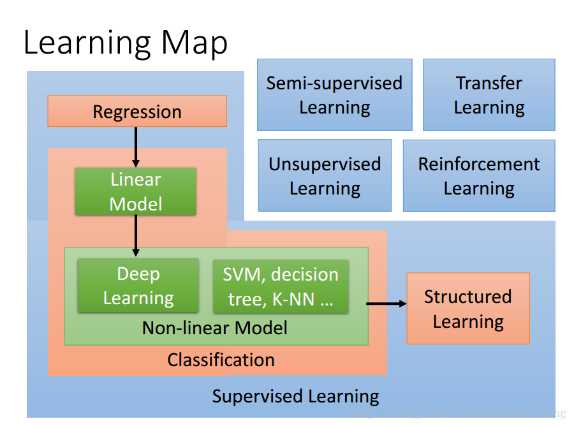 Learning Map
Semi-supervised
Learning
Transfer
Learning
Regression
Unsupervised
Learning
Reinforcement
Learning
Linear
Model
Deep
Learning
SVM, decision
tree, K-NN …
Structured
Learning
Non-linear Model
Classification
Supervised Learning